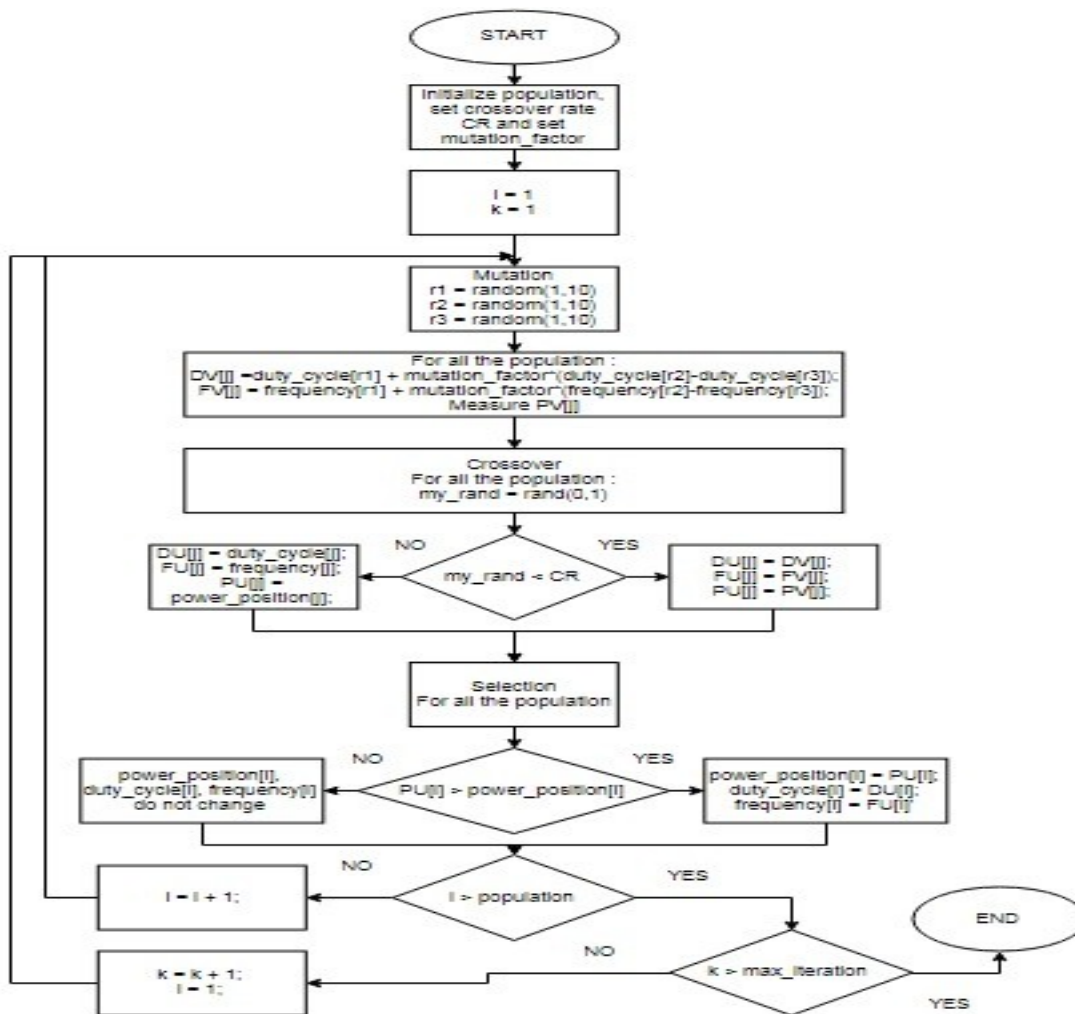 START
Initialize population,
set crossover rate
CR and set
mutation_factor
i = 1
k = 1
Mutation
r1 = random(1,10)
r2 = random(1,10)
r3 = random(1,10)
For all the population :
DV[j] =duty_cycle[r1] + mutation_factor*(duty_cycle[r2]-duty_cycle[r3]);
FV[j] = frequency[r1] + mutation_factor*(frequency[r2]-frequency[r3]);
Measure PV[j]
Crossover
For all the population :
my_rand = rand(0,1)
NO
YES
DU[j] = duty_cycle[j];
FU[j] = frequency[j];
PU[j] =
power_position[j];
my_rand < CR
DU[j] = DV[j];
FU[j] = FV[j];
PU[j] = PV[j];
Selection
For all the population
NO
YES
power_position[i],
duty_cycle[i], frequency[i]
do not change
PU[i] > power_position[i]
power_position[i] = PU[i];
duty_cycle[i] = DU[i];
frequency[i] = FU[i]'
NO
YES
i = i + 1;
i > population
END
NO
k = k + 1;
i = 1;
k > max_iteration
YES